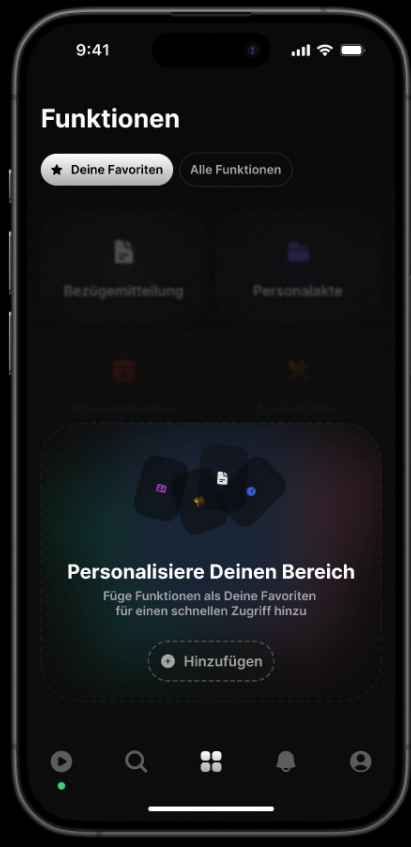 9:41
Funktionen
Deine Favoriten
Alle Funktionen
Bezügemitteilung
Personalakte
Personalisiere Deinen Bereich
Füge Funktionen als Deine Favoriten
für einen schnellen Zugriff hinzu
Hinzufügen